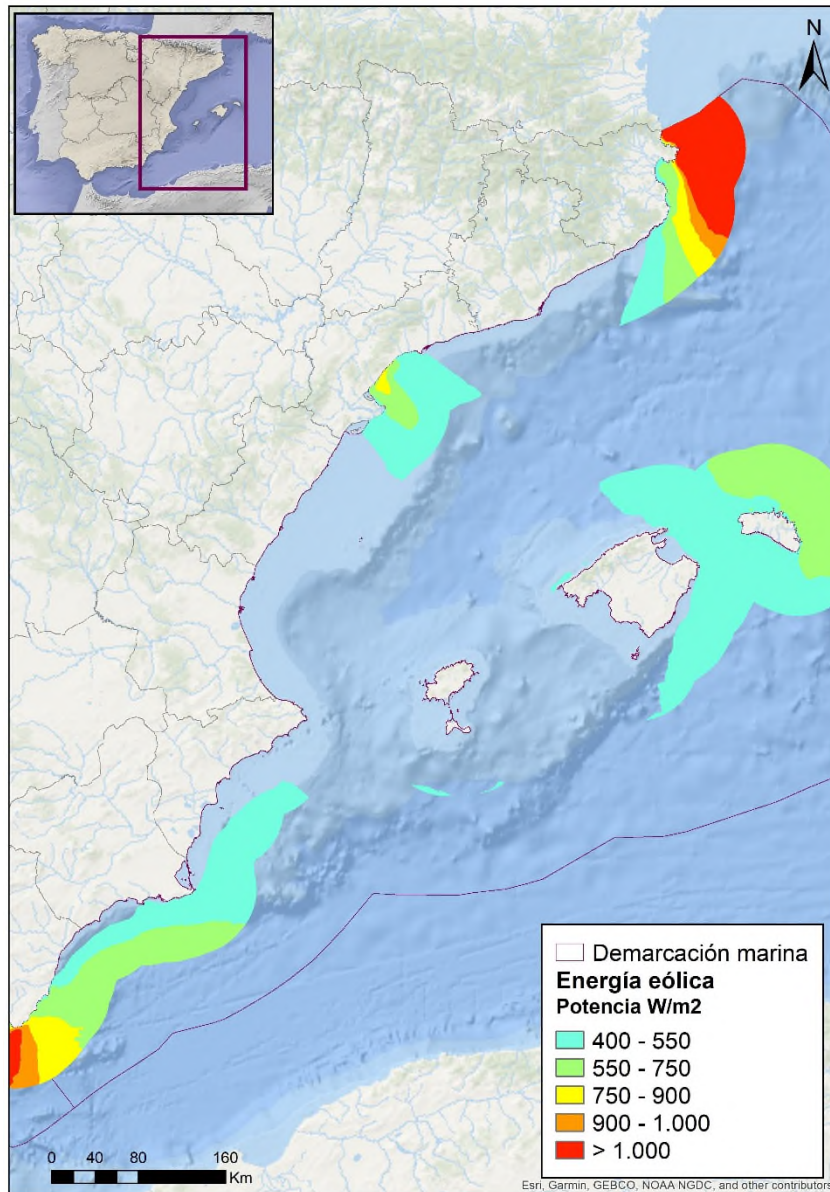 N
Demarcación marina
Energía eólica
Potencia W/m2
400 - 550
550 - 750
750 - 900
900 - 1.000
> 1.000
0 40 80 160
Km
Esri, Garmin, GEBCO, NOAA NGDC, and other contributors